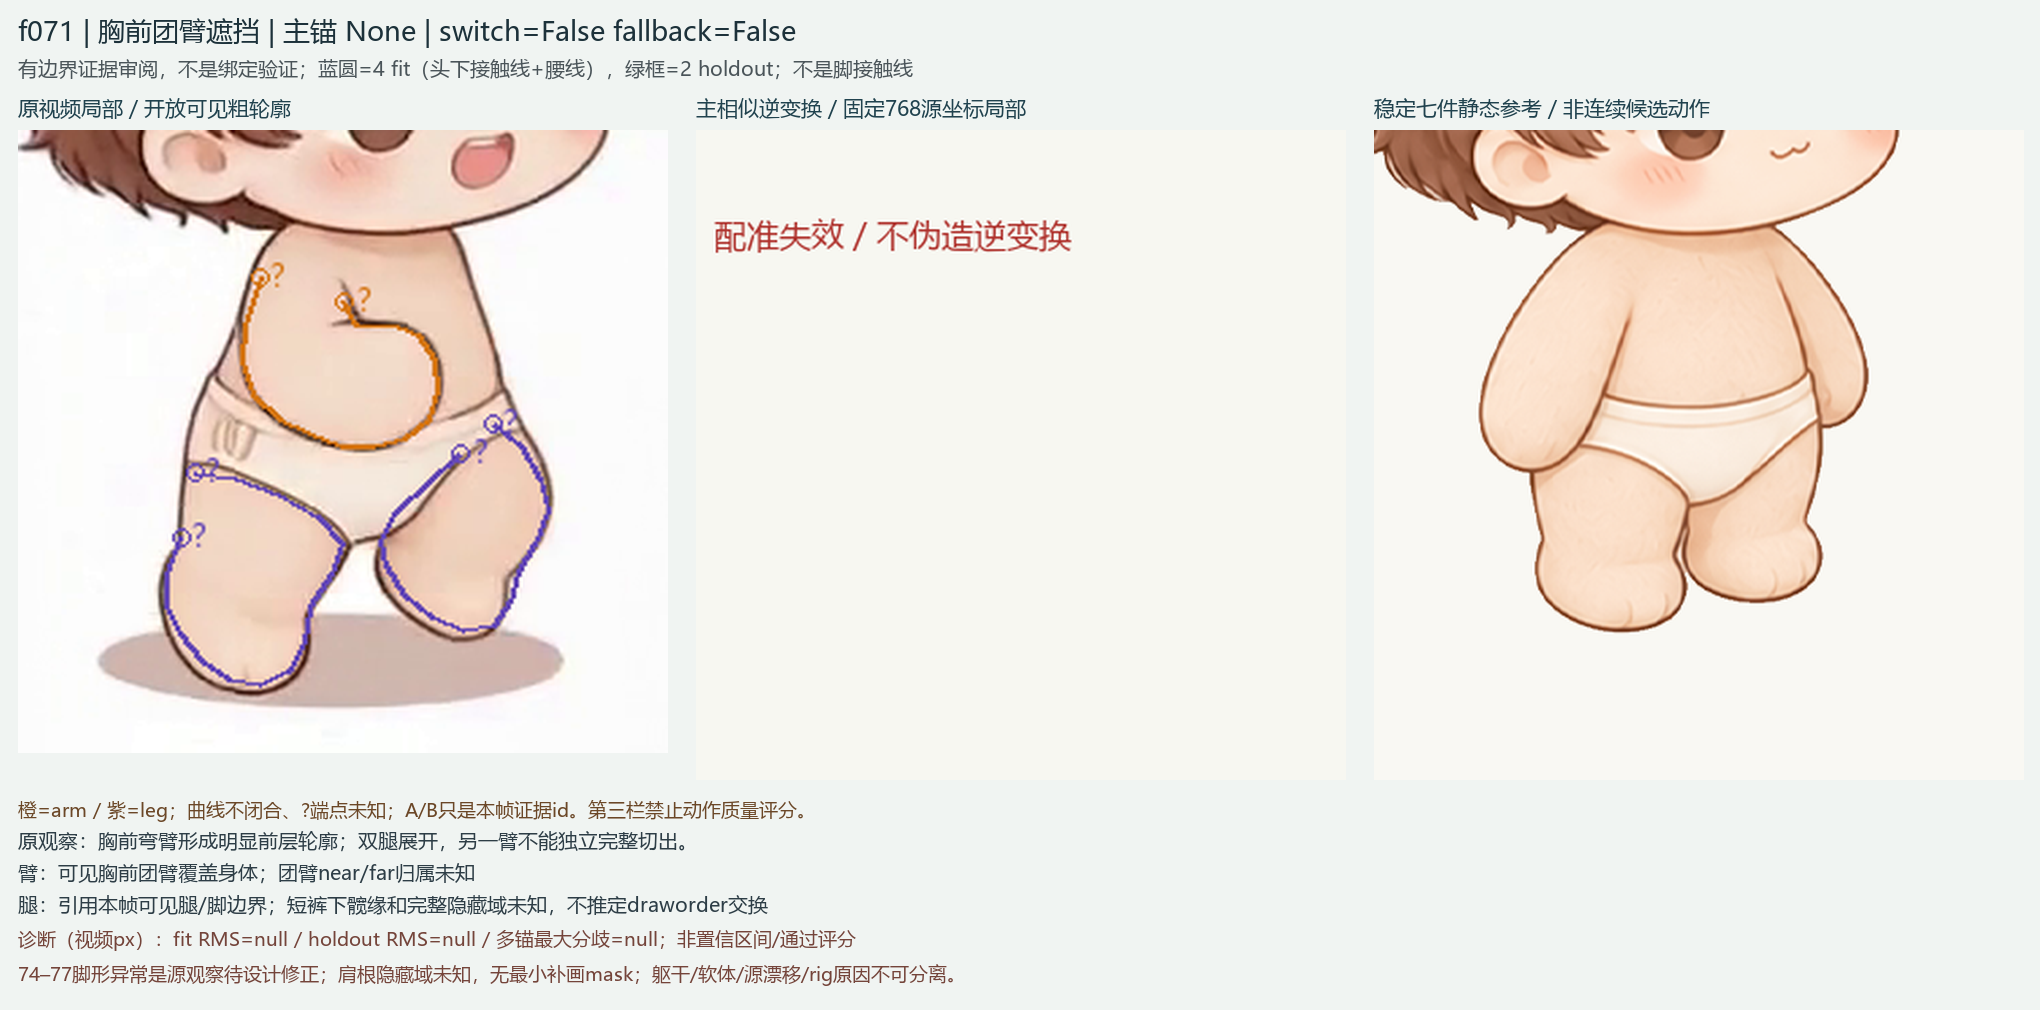 f071 | 胸前团臂遮挡 | 主锚 None | switch=False fallback=False
有边界证据审阅，不是绑定验证；蓝圆=4 fit（头下接触线+腰线），绿框=2 holdout；不是脚接触线
原视频局部 / 开放可见粗轮廓
主相似逆变换 / 固定768源坐标局部
稳定七件静态参考 / 非连续候选动作
配准失效 / 不伪造逆变换
?
?
?
?
?
?
橙=arm / 紫=leg；曲线不闭合、?端点未知；A/B只是本帧证据id。第三栏禁止动作质量评分。
原观察：胸前弯臂形成明显前层轮廓；双腿展开，另一臂不能独立完整切出。
臂：可见胸前团臂覆盖身体；团臂near/far归属未知
腿：引用本帧可见腿/脚边界；短裤下髋缘和完整隐藏域未知，不推定draworder交换
诊断（视频px）：fit RMS=null / holdout RMS=null / 多锚最大分歧=null；非置信区间/通过评分
74–77脚形异常是源观察待设计修正；肩根隐藏域未知，无最小补画mask；躯干/软体/源漂移/rig原因不可分离。